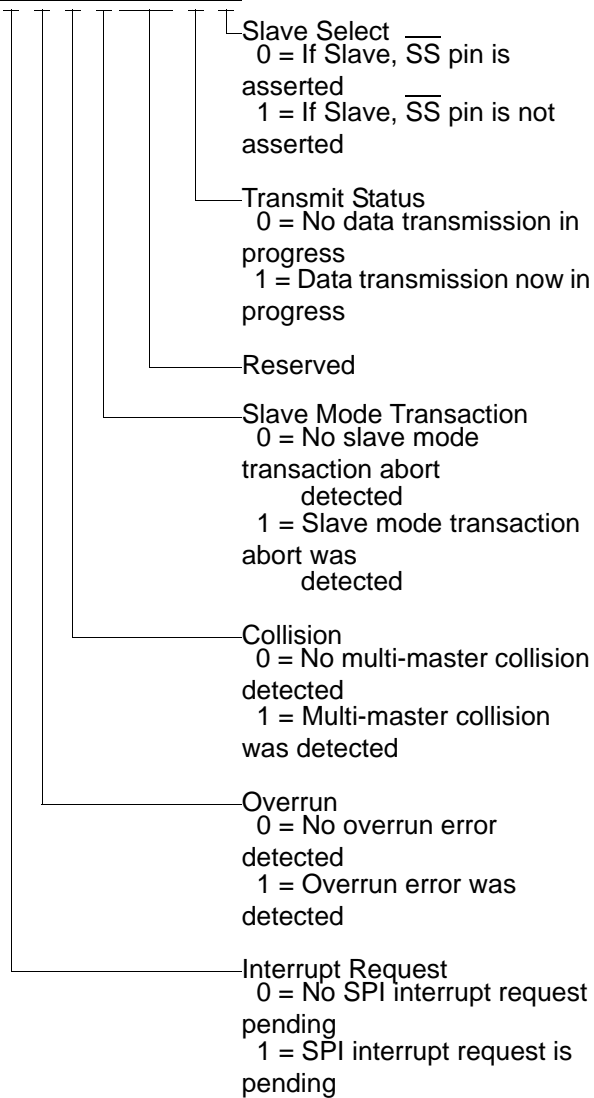 Slave Select
0 = If Slave, SS pin is
asserted
1 = If Slave, SS pin is not
asserted
Transmit Status
0 = No data transmission in
progress
1 = Data transmission now in
progress
Reserved
Slave Mode Transaction
0 = No slave mode
transaction abort
detected
1 = Slave mode transaction
abort was
detected
Collision
0 = No multi-master collision
detected
1 = Multi-master collision
was detected
Overrun
0 = No overrun error
detected
1 = Overrun error was
detected
Interrupt Request
0 = No SPI interrupt request
pending
1 = SPI interrupt request is
pending